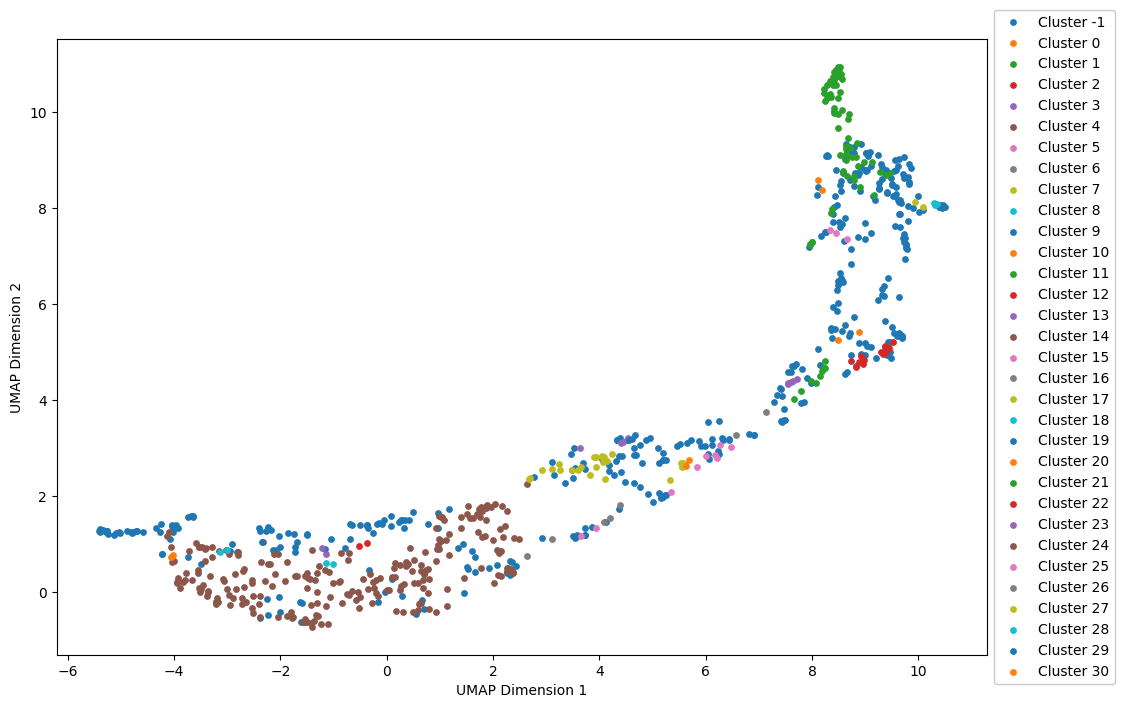 UMAP Dimension 2
10
8
6
4
2
0
−6 −4 −2 0 2 4 6 8 10
UMAP Dimension 1
Cluster -1
Cluster 0
Cluster 1
Cluster 2
Cluster 3
Cluster 4
Cluster 5
Cluster 6
Cluster 7
Cluster 8
Cluster 9
Cluster 10
Cluster 11
Cluster 12
Cluster 13
Cluster 14
Cluster 15
Cluster 16
Cluster 17
Cluster 18
Cluster 19
Cluster 20
Cluster 21
Cluster 22
Cluster 23
Cluster 24
Cluster 25
Cluster 26
Cluster 27
Cluster 28
Cluster 29
Cluster 30